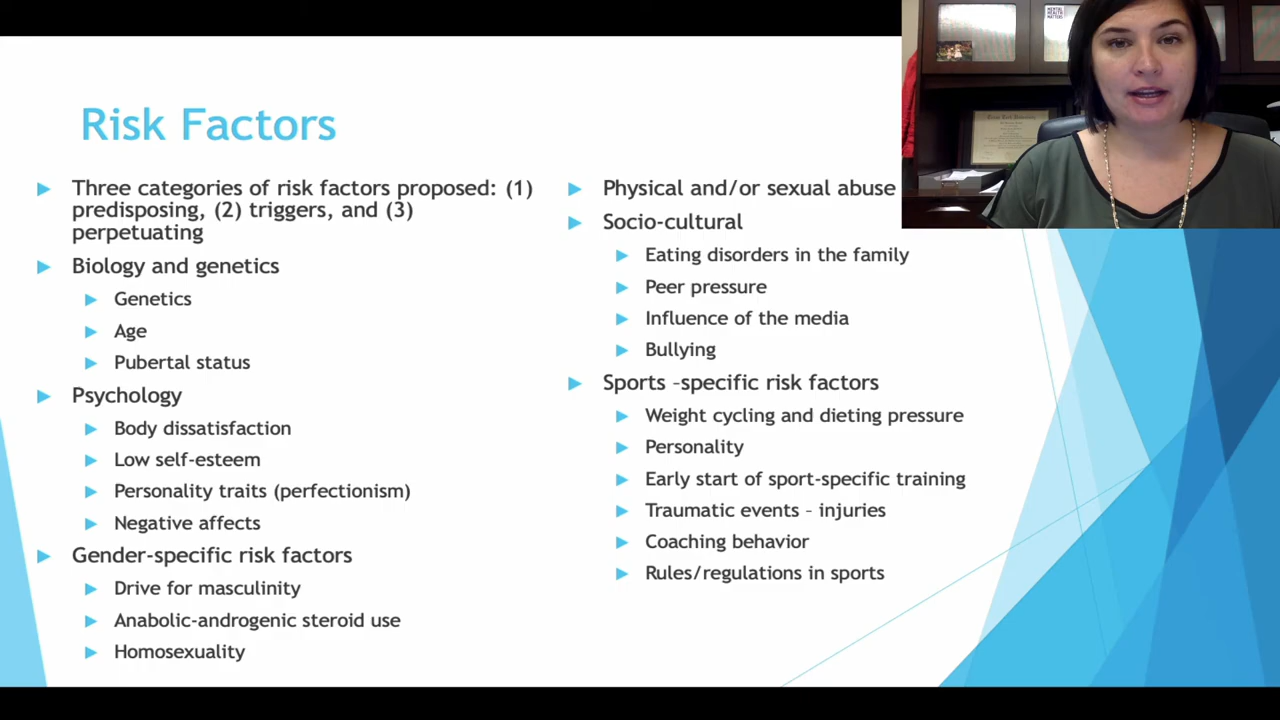 Risk Factors
Three categories of risk factors proposed: (1)
predisposing, (2) triggers, and (3)
perpetuating
Biology and genetics
Genetics
Age
Pubertal status
Psychology
Body dissatisfaction
Low self-esteem
Personality traits (perfectionism)
Negative affects
Gender-specific risk factors
Drive for masculinity
Anabolic-androgenic steroid use
Homosexuality
Physical and/or sexual abuse
Socio-cultural
Eating disorders in the family
Peer pressure
Influence of the media
Bullying
Sports –specific risk factors
Weight cycling and dieting pressure
Personality
Early start of sport-specific training
Traumatic events – injuries
Coaching behavior
Rules/regulations in sports
MENTAL
HEALTH
MATTERS